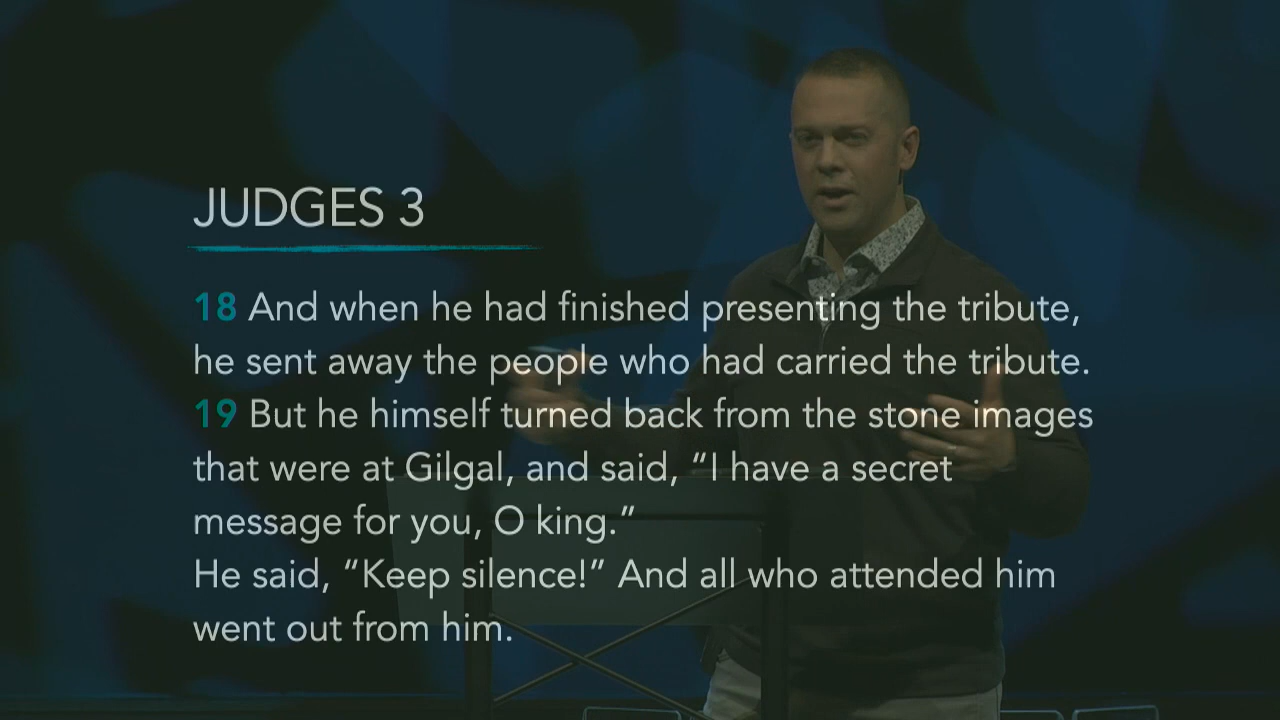 JUDGES 3
18 And when he had finished presenting the tribute,
he sent away the people who had carried the tribute.
19 But he himself turned back from the stone images
that were at Gilgal, and said, “I have a secret
message for you, O king.”
He said, “Keep silence!” And all who attended him
went out from him.